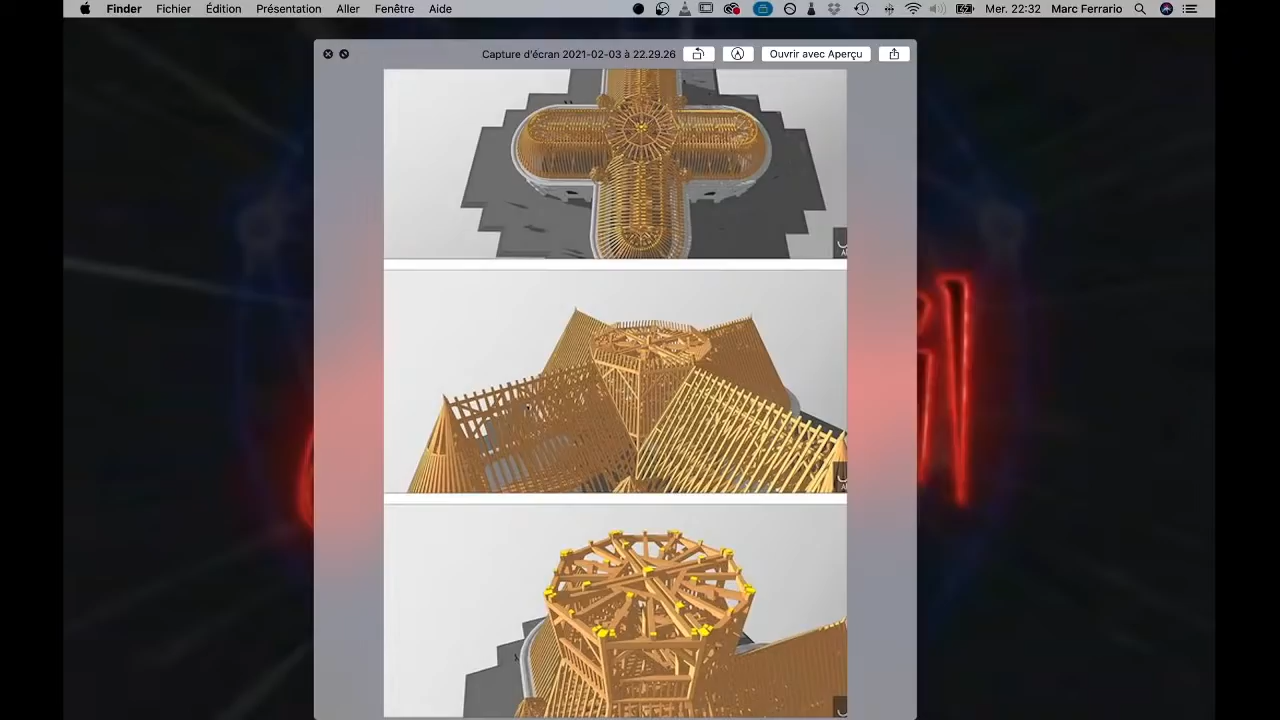 Finder Fichier Édition Présentation Aller Fenêtre Aide Mer. 22:32 Marc Ferrario
Capture d'écran 2021-02-03 à 22.29.26 Ouvrir avec Aperçu